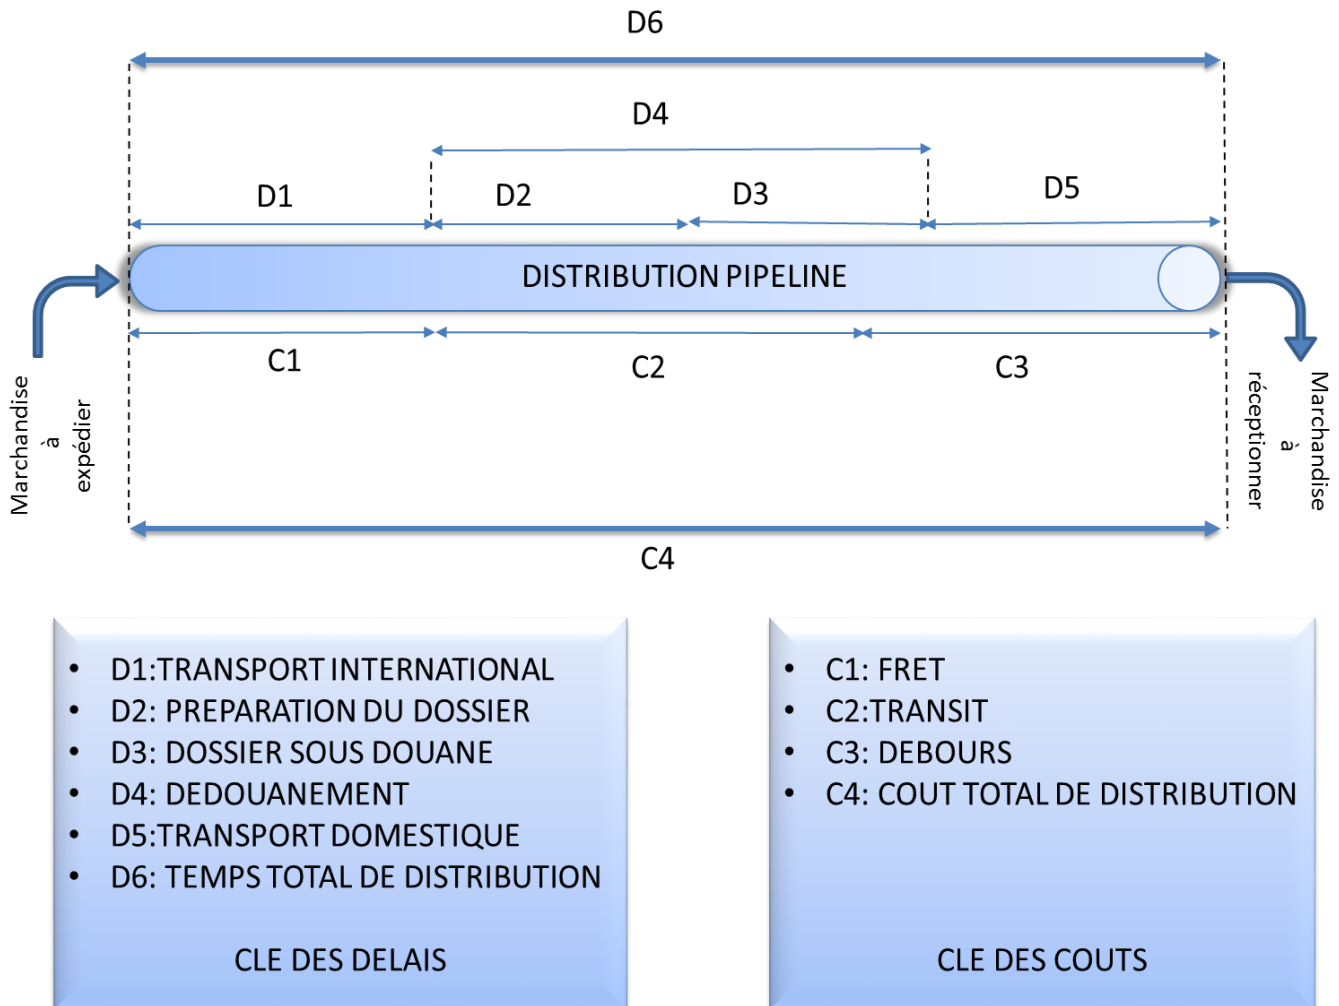 D6
D4
D1
D2
D3
D5
DISTRIBUTION PIPELINE
C1
C2
C3
C4
Marchandise
à
expédier
Marchandise
à
réceptionner
• D1:TRANSPORT INTERNATIONAL
• D2: PREPARATION DU DOSSIER
• D3: DOSSIER SOUS DOUANE
• D4: DEDOUANEMENT
• D5:TRANSPORT DOMESTIQUE
• D6: TEMPS TOTAL DE DISTRIBUTION
CLE DES DELAIS
• C1: FRET
• C2:TRANSIT
• C3: DEBOURS
• C4: COUT TOTAL DE DISTRIBUTION
CLE DES COUTS